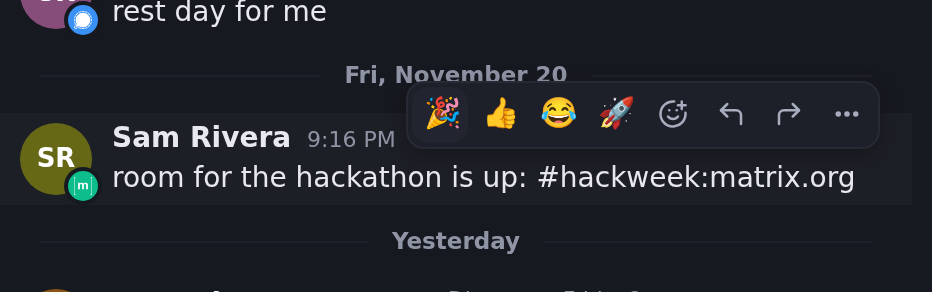 rest day for me
Fri, November 20
Sam Rivera 9:16 PM
SR
m
room for the hackathon is up: #hackweek:matrix.org
Yesterday